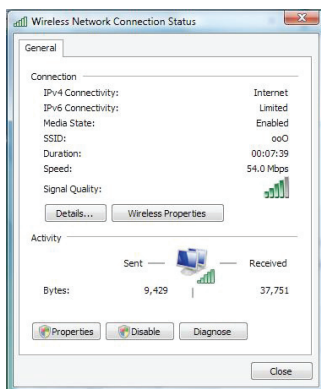 Wireless Network Connection Status
General
Connection
IPv4 Connectivity: Internet
IPv6 Connectivity: Limited
Media State: Enabled
SSID: ooO
Duration: 00:07:39
Speed: 54.0 Mbps
Signal Quality:
Details... Wireless Properties
Activity
Sent Received
Bytes: 9,429 37,751
Properties Disable Diagnose
Close